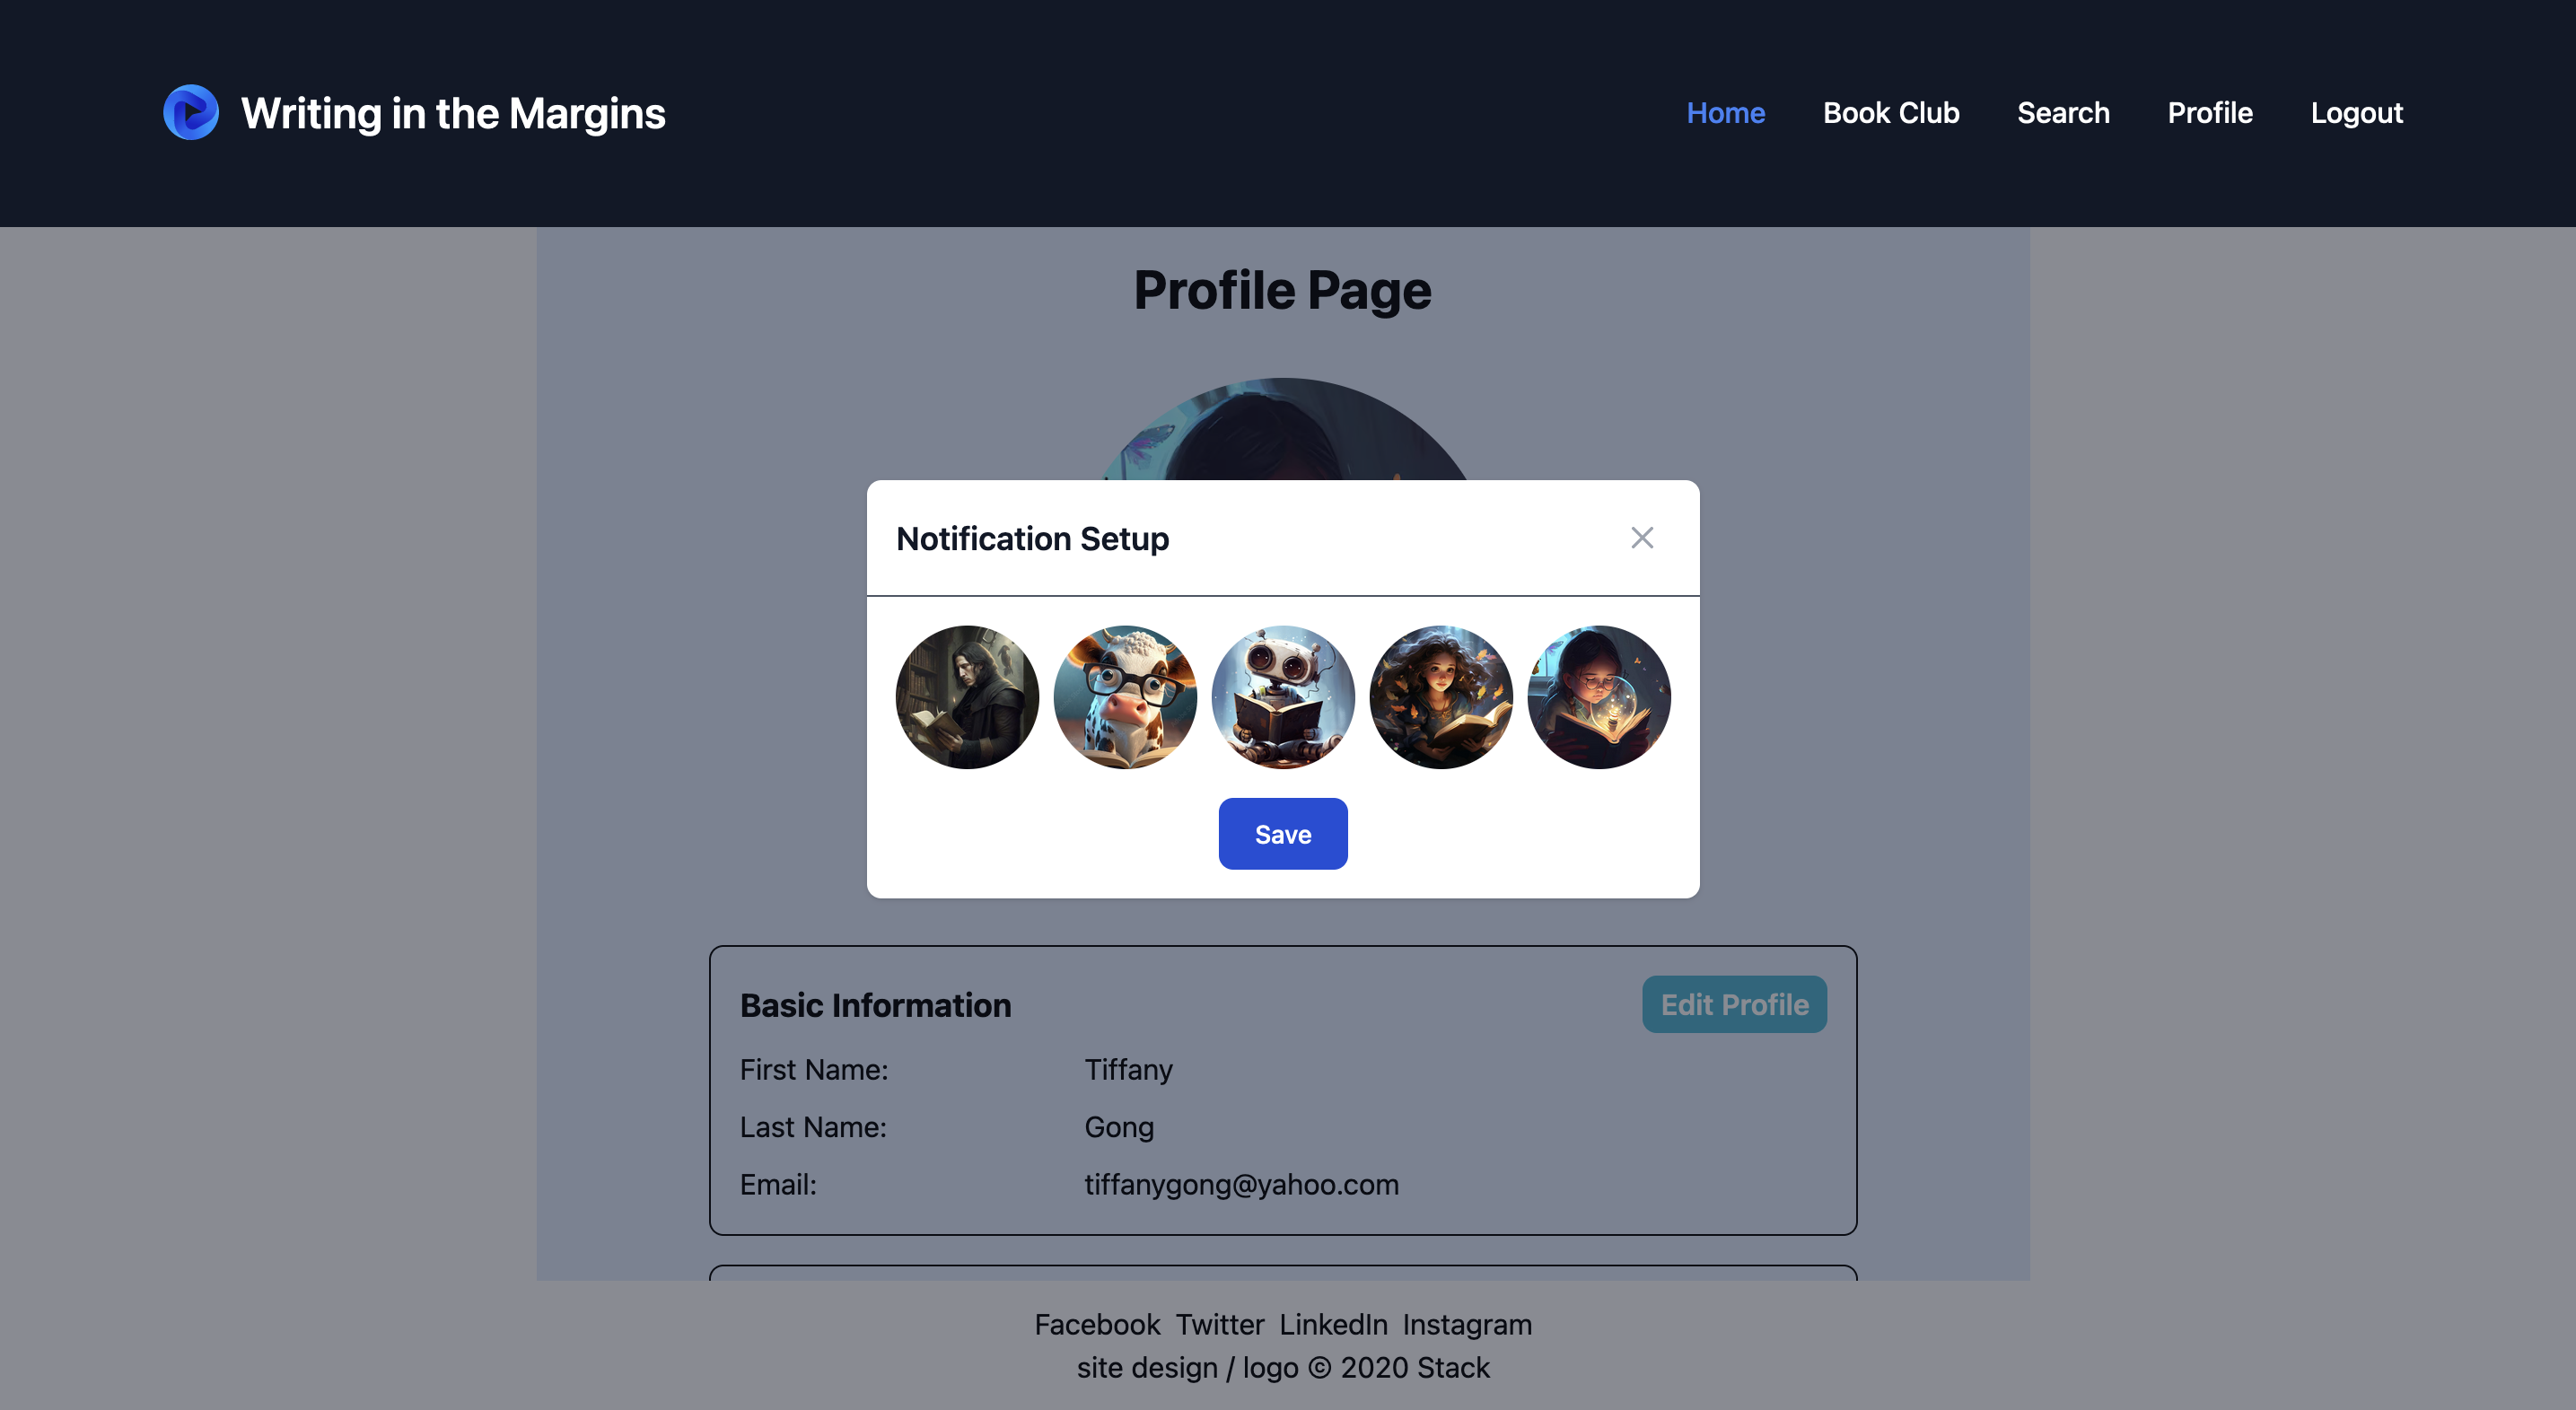 Writing in the Margins
Home Book Club Search Profile Logout
Profile Page
Notification Setup
Save
Basic Information
Edit Profile
First Name: Tiffany
Last Name: Gong
Email: tiffanygong@yahoo.com
Facebook Twitter LinkedIn Instagram
site design / logo © 2020 Stack